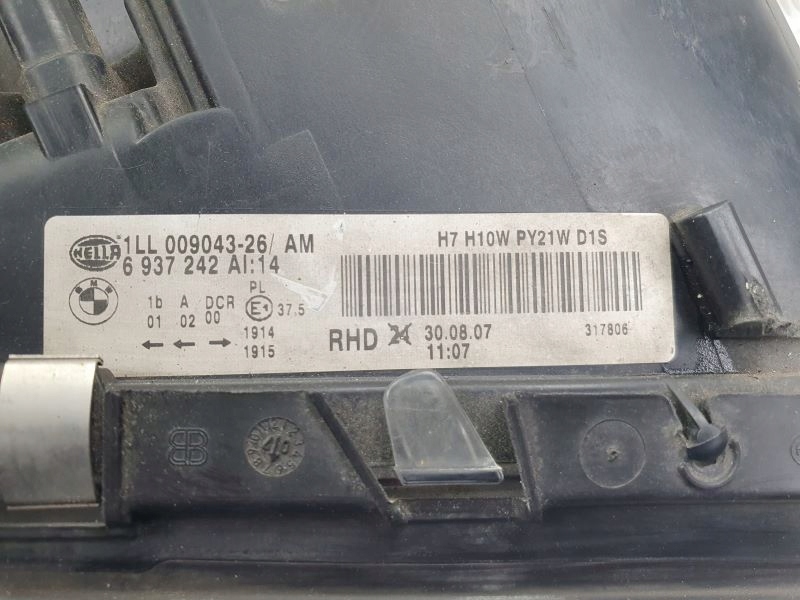 HELLA
1LL 009043-26/ AM
6 937 242 AI:14
BMW
1b A DCR
01 02 00
PL
E1 37.5
1914
1915
H7 H10W PY21W D1S
RHD 30.08.07
11:07
317806